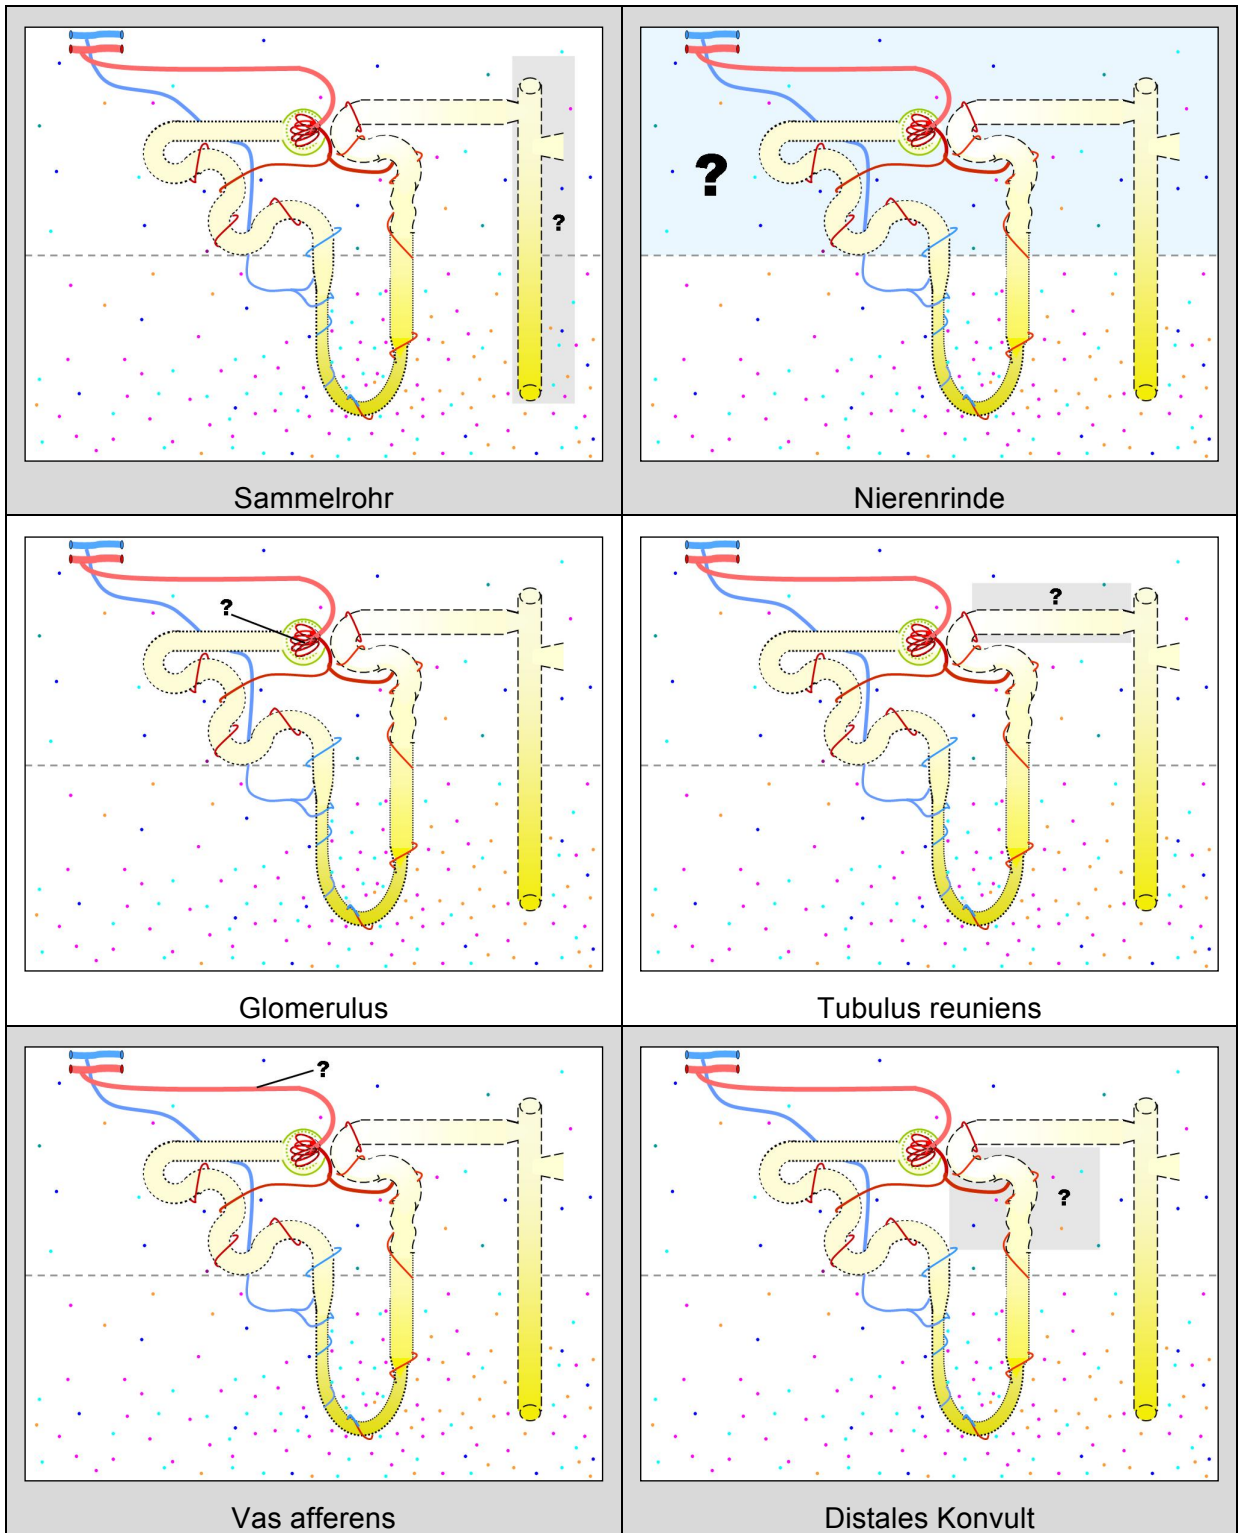 ?
Sammelrohr
?
Nierenrinde
?
Glomerulus
?
Tubulus reuniens
?
Vas afferens
?
Distales Konvult